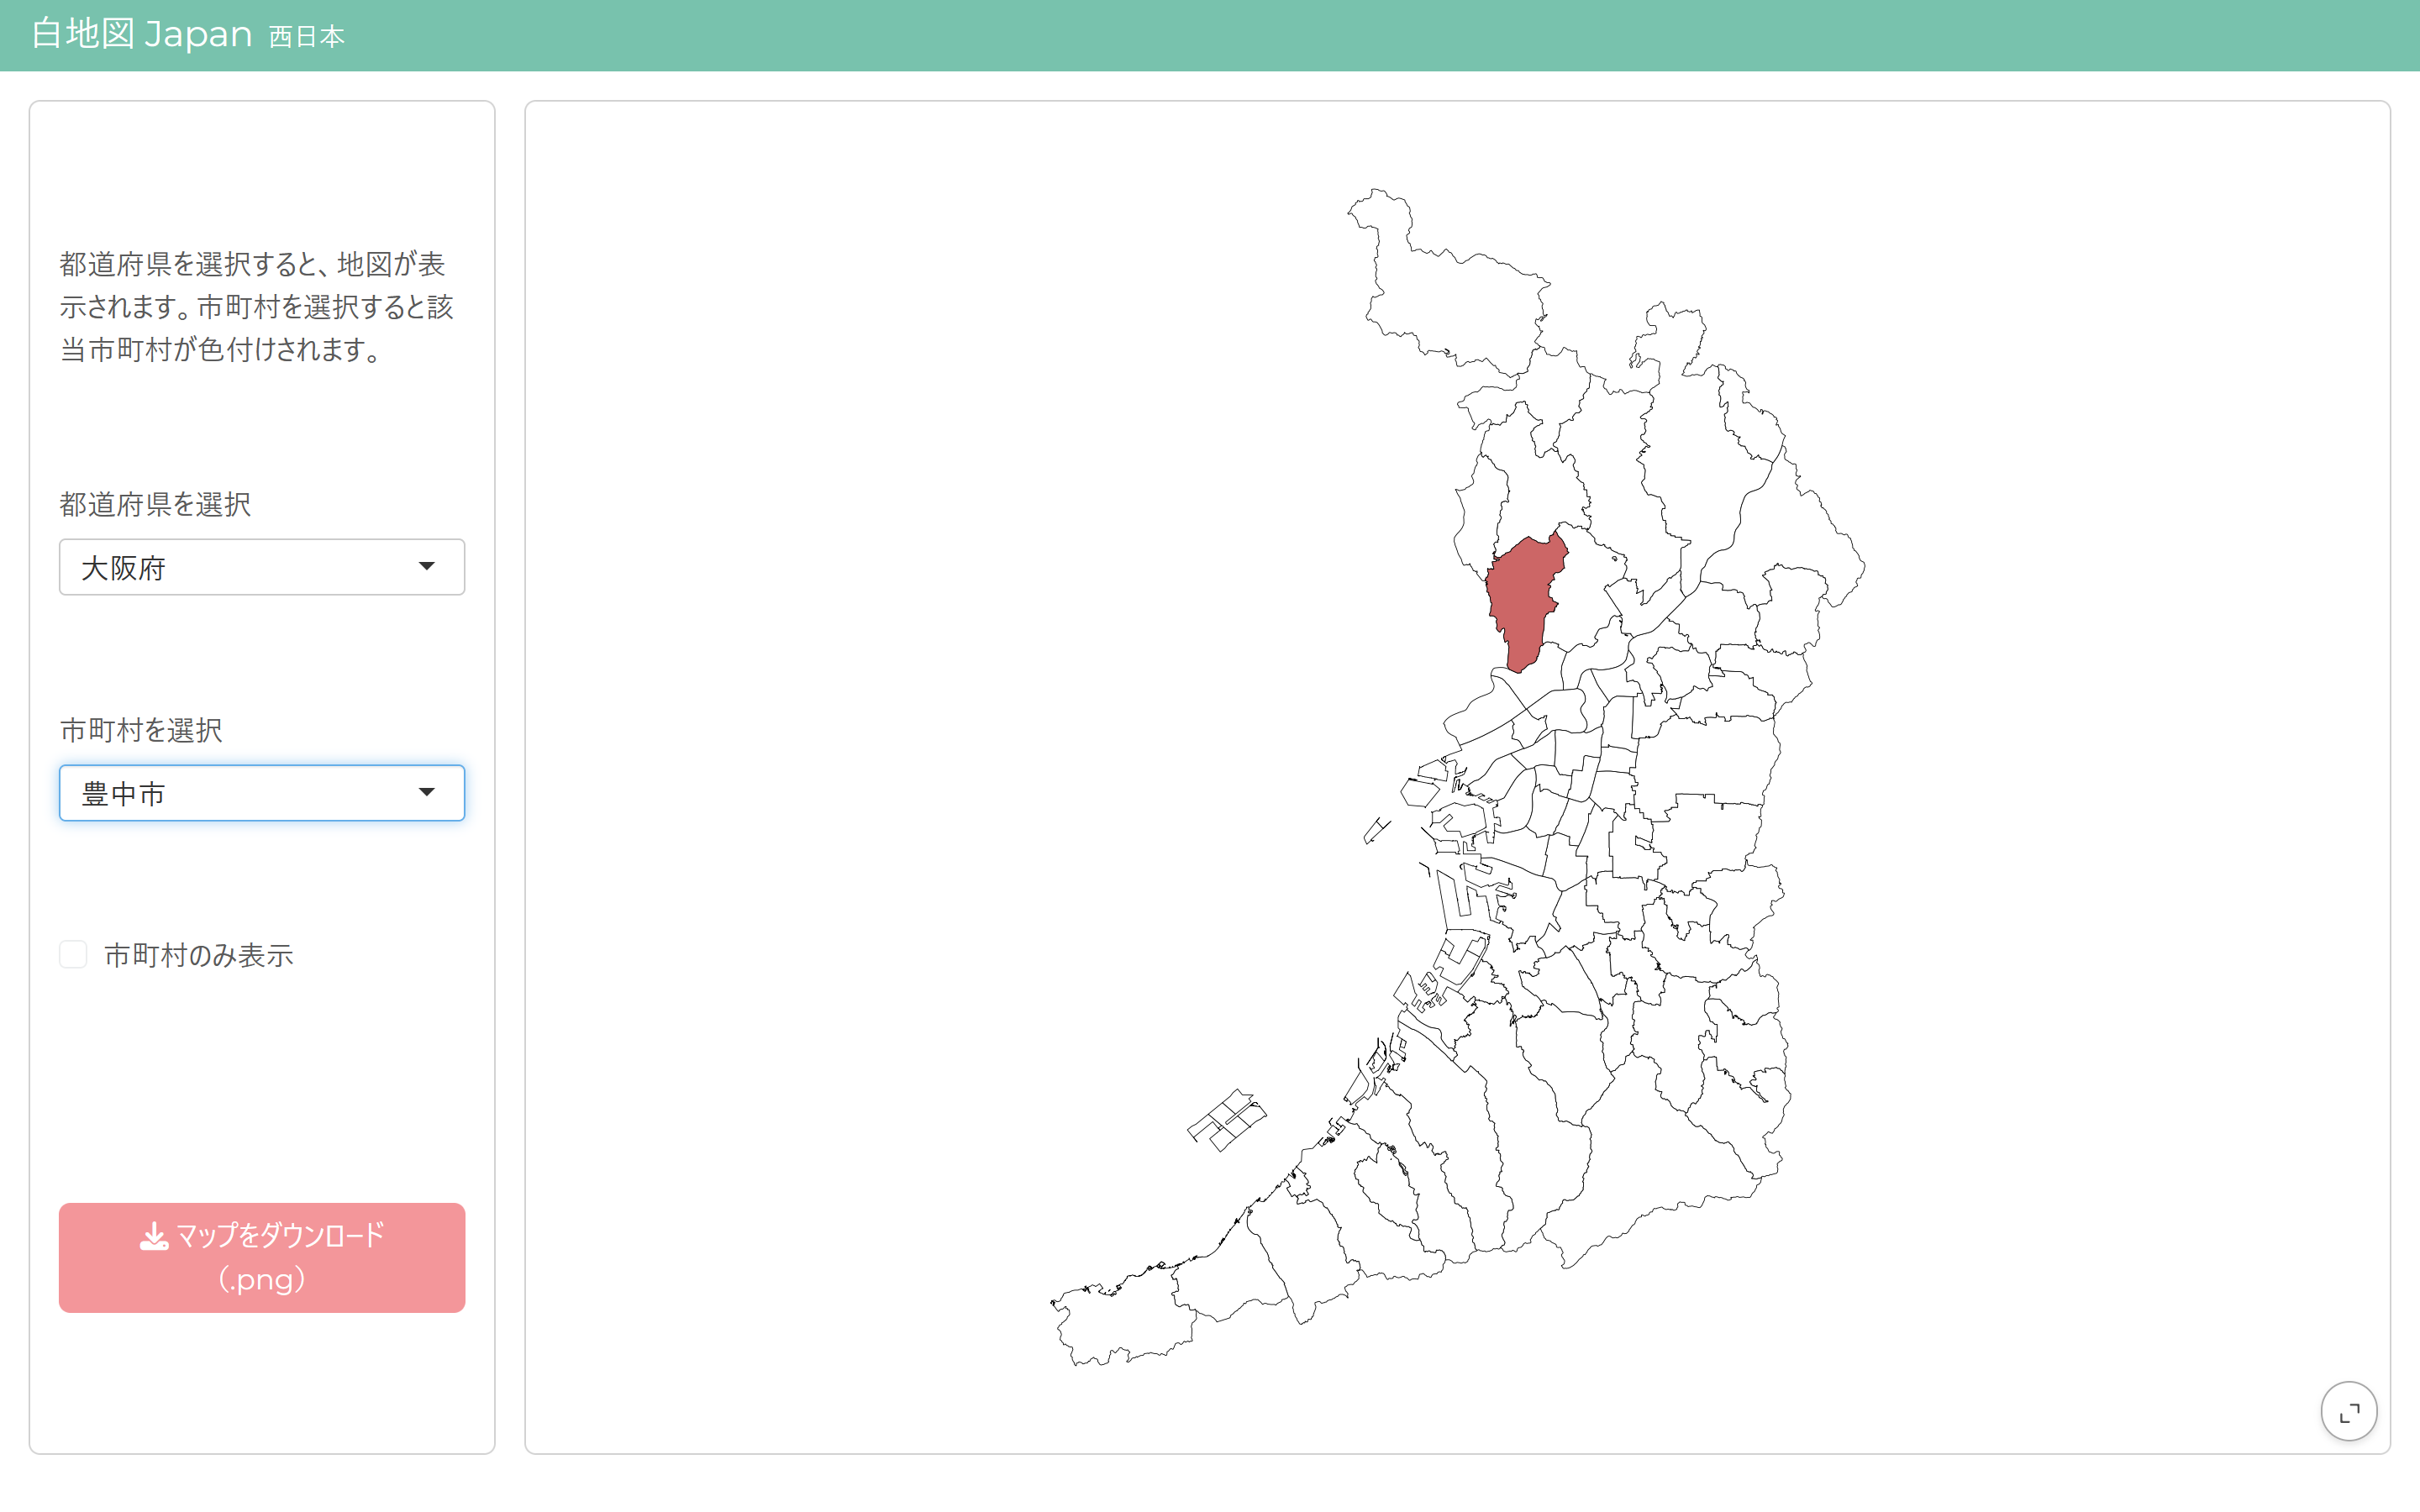 白地図 Japan 西日本
都道府県を選択すると、地図が表
示されます。市町村を選択すると該
当市町村が色付けされます。
都道府県を選択
大阪府
市町村を選択
豊中市
市町村のみ表示
マップをダウンロード
(.png)